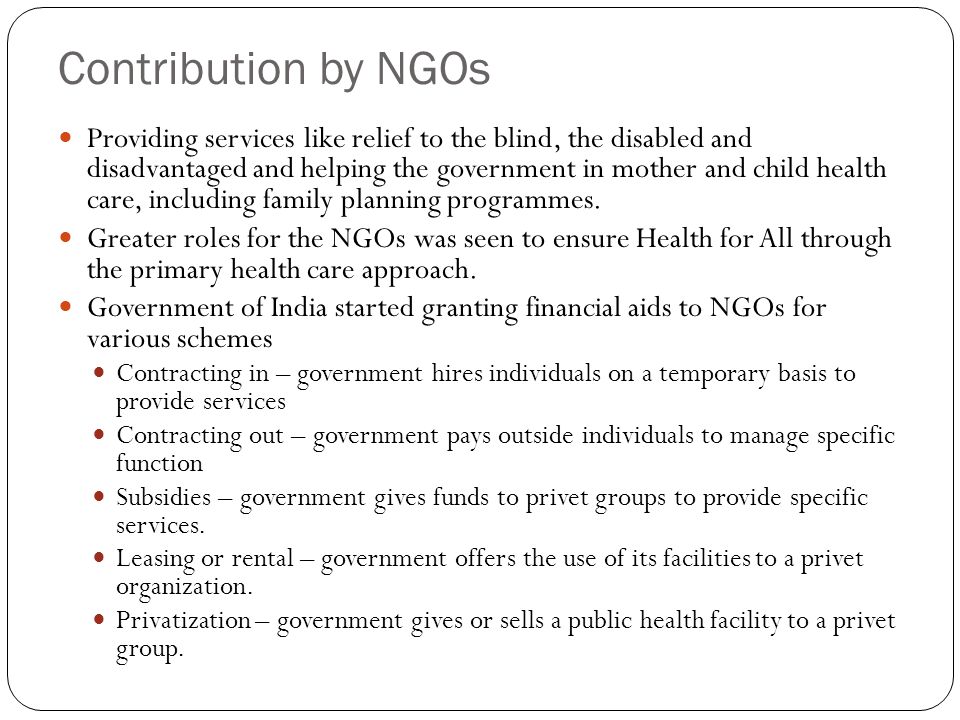 Contribution by NGOs
• Providing services like relief to the blind, the disabled and
disadvantaged and helping the government in mother and child health
care, including family planning programmes.
• Greater roles for the NGOs was seen to ensure Health for All through
the primary health care approach.
• Government of India started granting financial aids to NGOs for
various schemes
• Contracting in – government hires individuals on a temporary basis to
provide services
• Contracting out – government pays outside individuals to manage specific
function
• Subsidies – government gives funds to privet groups to provide specific
services.
• Leasing or rental – government offers the use of its facilities to a privet
organization.
• Privatization – government gives or sells a public health facility to a privet
group.